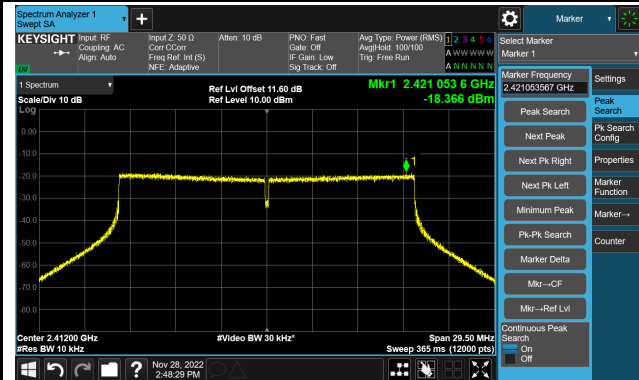 Spectrum Analyzer 1
Swept SA
Marker
KEYSIGHT Input: RF
Coupling: AC
Align: Auto
Input Z: 50 Ω
Corr CCorr
Freq Ref: Int (S)
NFE: Adaptive
Atten: 10 dB
PNO: Fast
Gate: Off
IF Gain: Low
Sig Track: Off
Avg Type: Power (RMS)
Avg|Hold: 100/100
Trig: Free Run
1 2 3 4 5 6
A W W W W W
A N N N N N
LXI
Select Marker
Marker 1
1 Spectrum
Scale/Div 10 dB
Log
Ref Lvl Offset 11.60 dB
Ref Level 10.00 dBm
Mkr1 2.421 053 6 GHz
-18.366 dBm
0.00
-10.0
-20.0
-30.0
-40.0
-50.0
-60.0
-70.0
-80.0
1
Center 2.41200 GHz
#Res BW 10 kHz
#Video BW 30 kHz*
Span 29.50 MHz
Sweep 365 ms (12000 pts)
Marker Frequency
2.421053567 GHz
Peak Search
Next Peak
Next Pk Right
Next Pk Left
Minimum Peak
Pk-Pk Search
Marker Delta
Mkr→CF
Mkr→Ref Lvl
Continuous Peak
Search
On
Off
Settings
Peak
Search
Pk Search
Config
Properties
Marker
Function
Marker→
Counter
Nov 28, 2022
2:48:29 PM